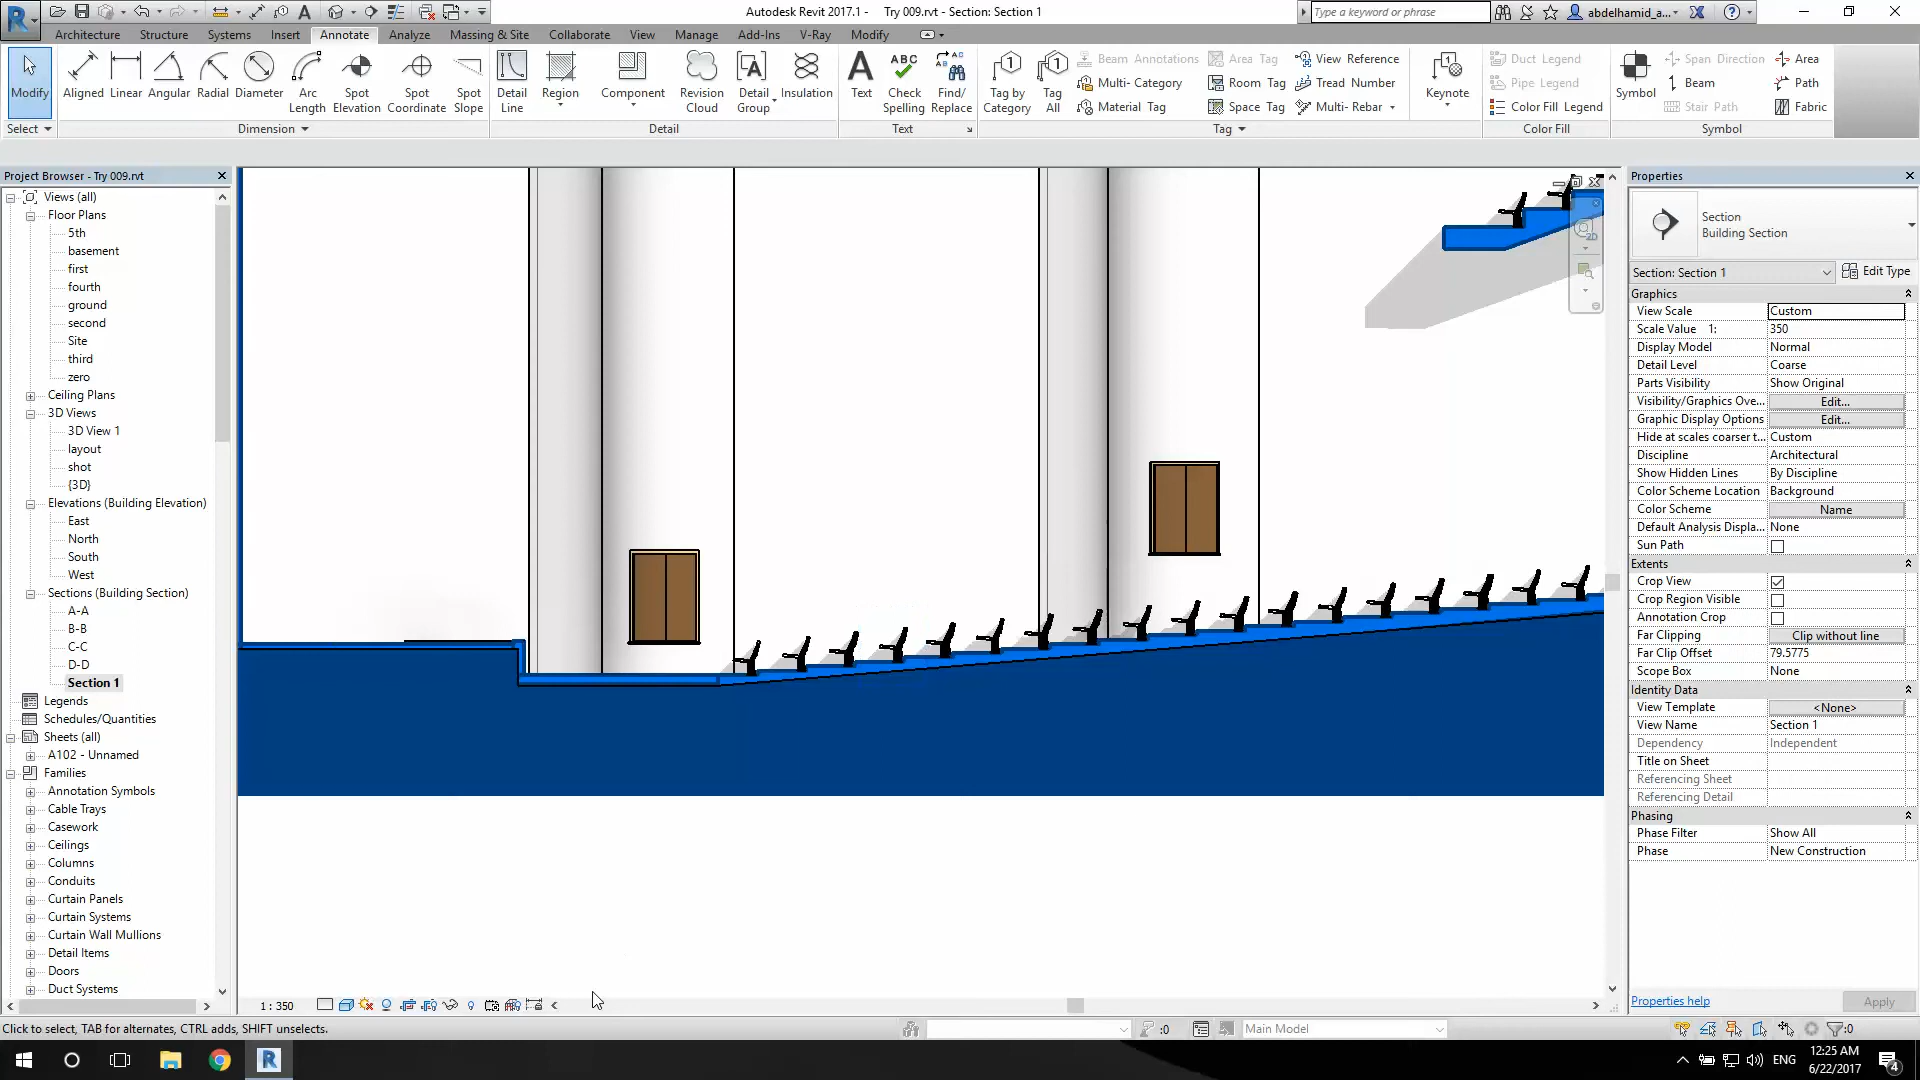 Autodesk Revit 2017.1 - Try 009.rvt - Section: Section 1
Type a keyword or phrase
abdelhamid_a...
Architecture Structure Systems Insert Annotate Analyze Massing & Site Collaborate View Manage Add-Ins V-Ray Modify
Modify
Aligned Linear Angular Radial Diameter Arc Length Spot Elevation Spot Coordinate Spot Slope
Detail Line Region Component Revision Cloud Detail Group Insulation
Text Check Spelling Find/ Replace
Tag by Category Tag All
Beam Annotations Area Tag View Reference
Multi- Category Room Tag Tread Number
Material Tag Space Tag Multi- Rebar
Keynote
Duct Legend
Pipe Legend
Color Fill Legend
Symbol
Span Direction Area
Beam Path
Stair Path Fabric
Select Dimension Detail Text Tag Color Fill Symbol
Project Browser - Try 009.rvt
Views (all)
Floor Plans
5th
basement
first
fourth
ground
second
Site
third
zero
Ceiling Plans
3D Views
3D View 1
layout
shot
{3D}
Elevations (Building Elevation)
East
North
South
West
Sections (Building Section)
A-A
B-B
C-C
D-D
Section 1
Legends
Schedules/Quantities
Sheets (all)
A102 - Unnamed
Families
Annotation Symbols
Cable Trays
Casework
Ceilings
Columns
Conduits
Curtain Panels
Curtain Systems
Curtain Wall Mullions
Detail Items
Doors
Duct Systems
2D
Properties
Section
Building Section
Section: Section 1 Edit Type
Graphics
View Scale Custom
Scale Value 1: 350
Display Model Normal
Detail Level Coarse
Parts Visibility Show Original
Visibility/Graphics Ove... Edit...
Graphic Display Options Edit...
Hide at scales coarser t... Custom
Discipline Architectural
Show Hidden Lines By Discipline
Color Scheme Location Background
Color Scheme Name
Default Analysis Displa... None
Sun Path
Extents
Crop View
Crop Region Visible
Annotation Crop
Far Clipping Clip without line
Far Clip Offset 79.5775
Scope Box None
Identity Data
View Template <None>
View Name Section 1
Dependency Independent
Title on Sheet
Referencing Sheet
Referencing Detail
Phasing
Phase Filter Show All
Phase New Construction
Properties help Apply
1 : 350
Click to select, TAB for alternates, CTRL adds, SHIFT unselects.
:0
Main Model
:0
ENG
12:25 AM
6/22/2017
4